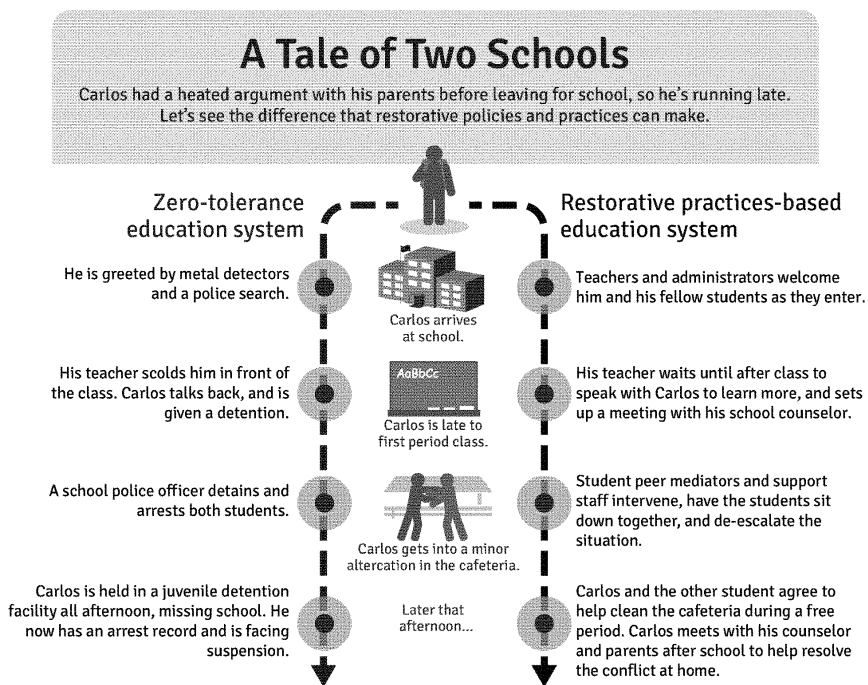 A Tale of Two Schools
Carlos had a heated argument with his parents before leaving for school, so he's running late.
Let's see the difference that restorative policies and practices can make.
Zero-tolerance
education system
Restorative practices-based
education system
He is greeted by metal detectors
and a police search.
Carlos arrives
at school.
Teachers and administrators welcome
him and his fellow students as they enter.
His teacher scolds him in front of
the class. Carlos talks back, and is
given a detention.
AaBbCc
Carlos is late to
first period class.
His teacher waits until after class to
speak with Carlos to learn more, and sets
up a meeting with his school counselor.
A school police officer detains and
arrests both students.
Carlos gets into a minor
altercation in the cafeteria.
Student peer mediators and support
staff intervene, have the students sit
down together, and de-escalate the
situation.
Carlos is held in a juvenile detention
facility all afternoon, missing school. He
now has an arrest record and is facing
suspension.
Later that
afternoon...
Carlos and the other student agree to
help clean the cafeteria during a free
period. Carlos meets with his counselor
and parents after school to help resolve
the conflict at home.